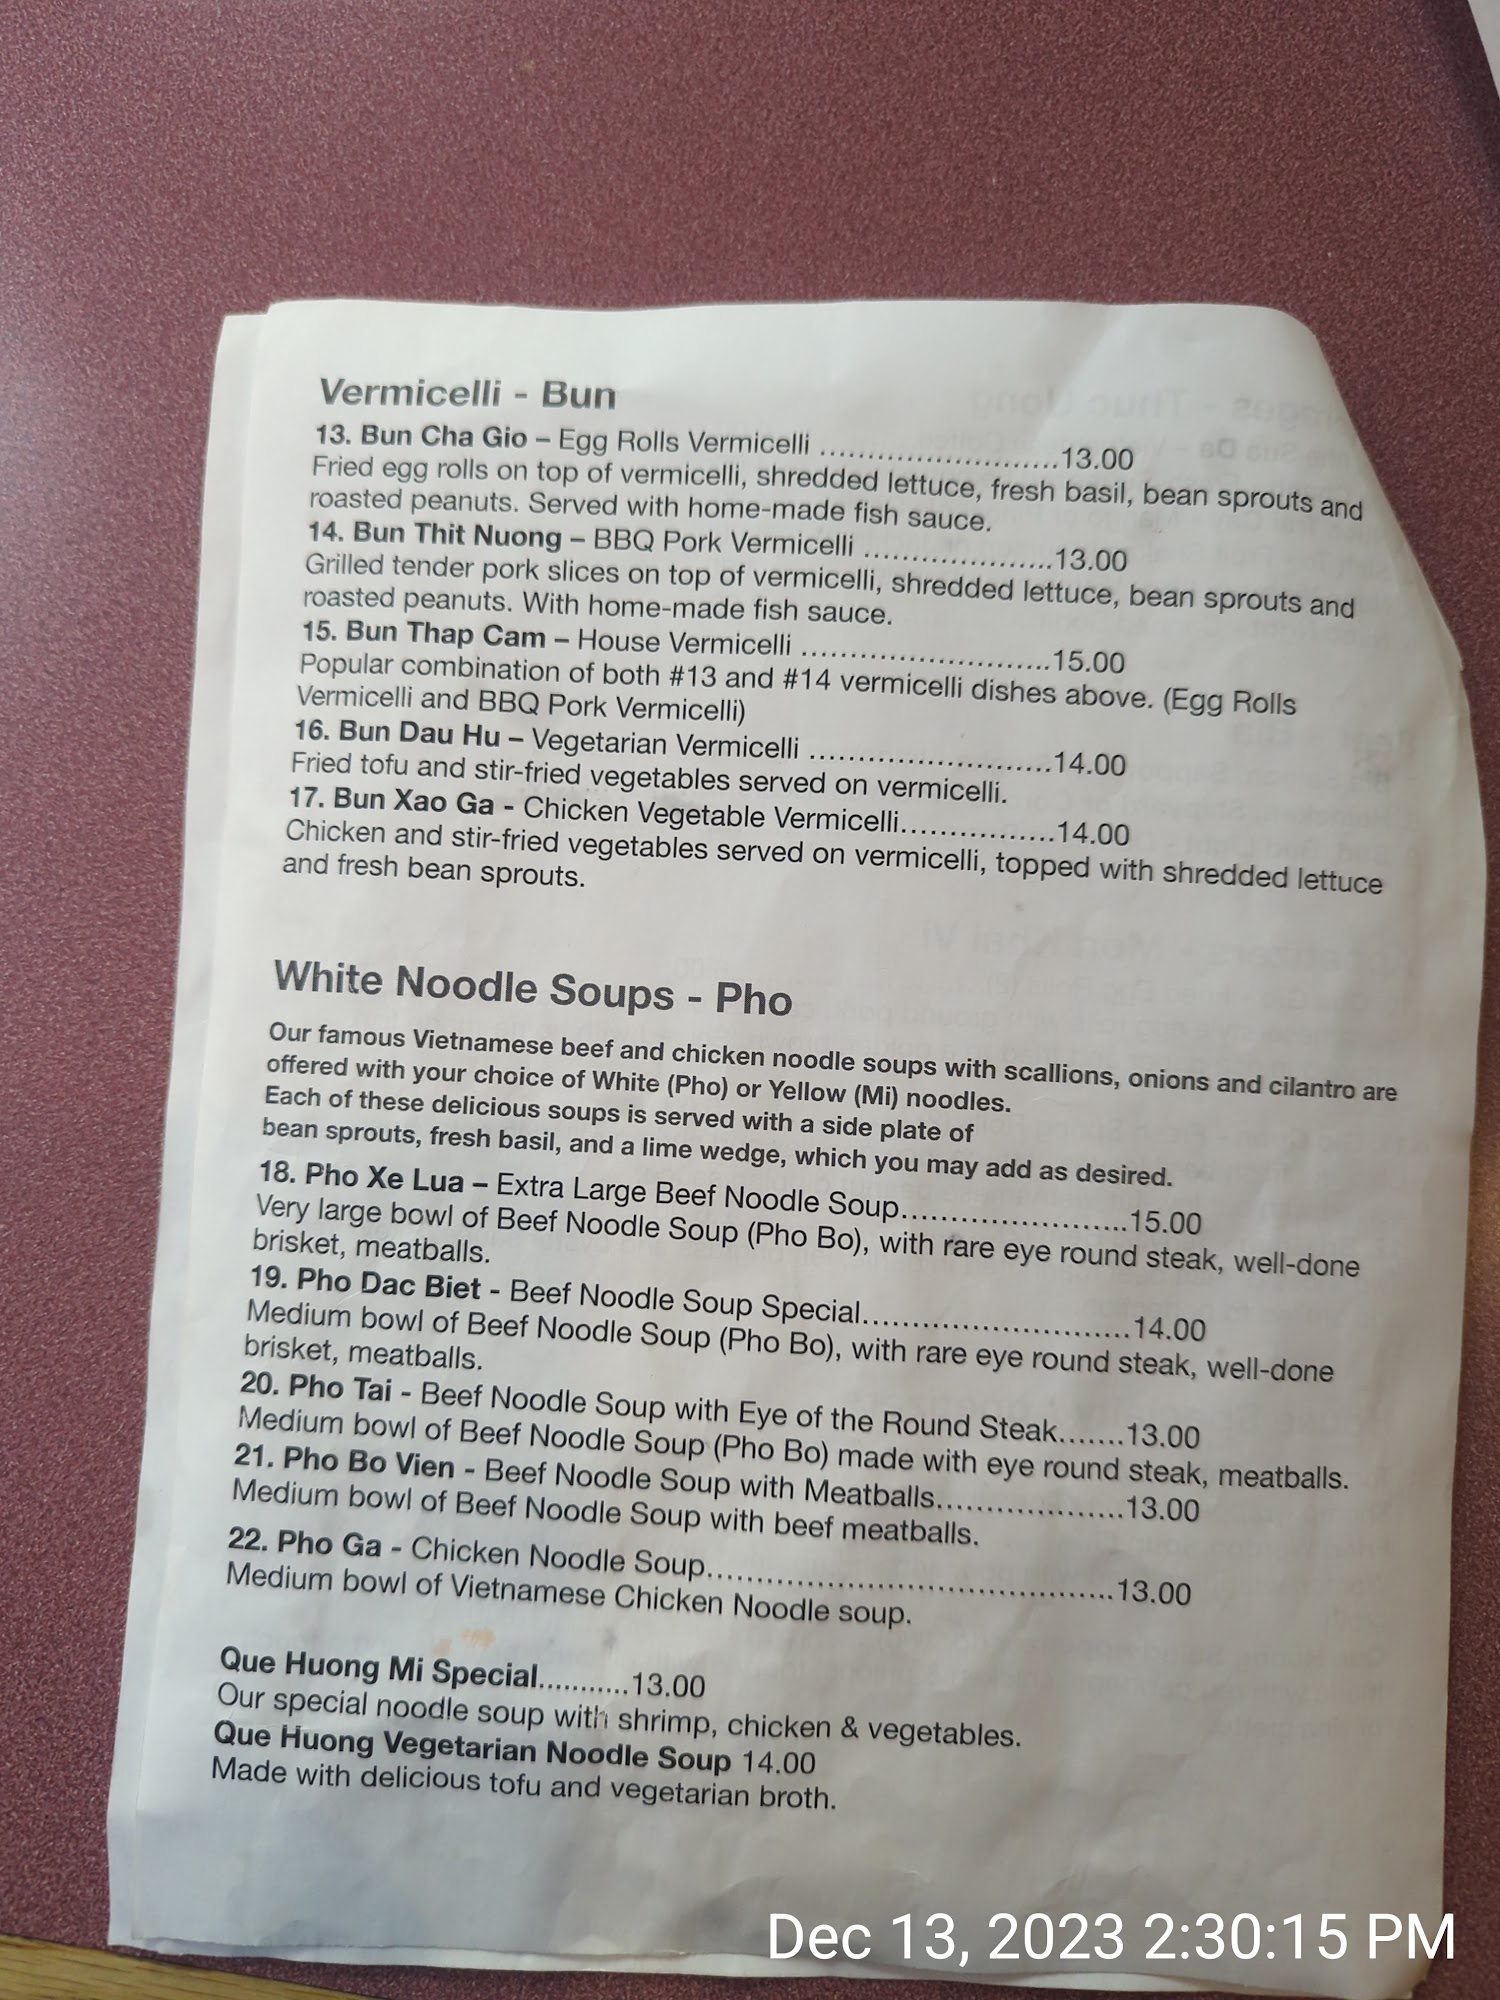 Vermicelli - Bun
13. Bun Cha Gio – Egg Rolls Vermicelli ..........................13.00
Fried egg rolls on top of vermicelli, shredded lettuce, fresh basil, bean sprouts and
roasted peanuts. Served with home-made fish sauce.
14. Bun Thit Nuong – BBQ Pork Vermicelli ....................13.00
Grilled tender pork slices on top of vermicelli, shredded lettuce, bean sprouts and
roasted peanuts. With home-made fish sauce.
15. Bun Thap Cam – House Vermicelli ..........................15.00
Popular combination of both #13 and #14 vermicelli dishes above. (Egg Rolls
Vermicelli and BBQ Pork Vermicelli)
16. Bun Dau Hu – Vegetarian Vermicelli ..........................14.00
Fried tofu and stir-fried vegetables served on vermicelli.
17. Bun Xao Ga - Chicken Vegetable Vermicelli.................14.00
Chicken and stir-fried vegetables served on vermicelli, topped with shredded lettuce
and fresh bean sprouts.
White Noodle Soups - Pho
Our famous Vietnamese beef and chicken noodle soups with scallions, onions and cilantro are
offered with your choice of White (Pho) or Yellow (Mi) noodles.
Each of these delicious soups is served with a side plate of
bean sprouts, fresh basil, and a lime wedge, which you may add as desired.
18. Pho Xe Lua – Extra Large Beef Noodle Soup........................15.00
Very large bowl of Beef Noodle Soup (Pho Bo), with rare eye round steak, well-done
brisket, meatballs.
19. Pho Dac Biet - Beef Noodle Soup Special............................14.00
Medium bowl of Beef Noodle Soup (Pho Bo), with rare eye round steak, well-done
brisket, meatballs.
20. Pho Tai - Beef Noodle Soup with Eye of the Round Steak.......13.00
Medium bowl of Beef Noodle Soup (Pho Bo) made with eye round steak, meatballs.
21. Pho Bo Vien - Beef Noodle Soup with Meatballs....................13.00
Medium bowl of Beef Noodle Soup with beef meatballs.
22. Pho Ga - Chicken Noodle Soup...........................................13.00
Medium bowl of Vietnamese Chicken Noodle soup.
Que Huong Mi Special...........13.00
Our special noodle soup with shrimp, chicken & vegetables.
Que Huong Vegetarian Noodle Soup 14.00
Made with delicious tofu and vegetarian broth.
Dec 13, 2023 2:30:15 PM